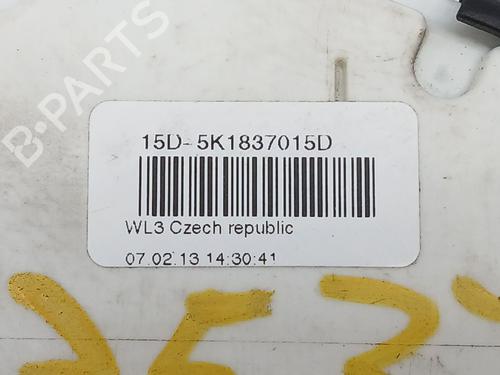 B-PARTS
15D-5K1837015D
WL3 Czech republic
07.02.13 14:30:41